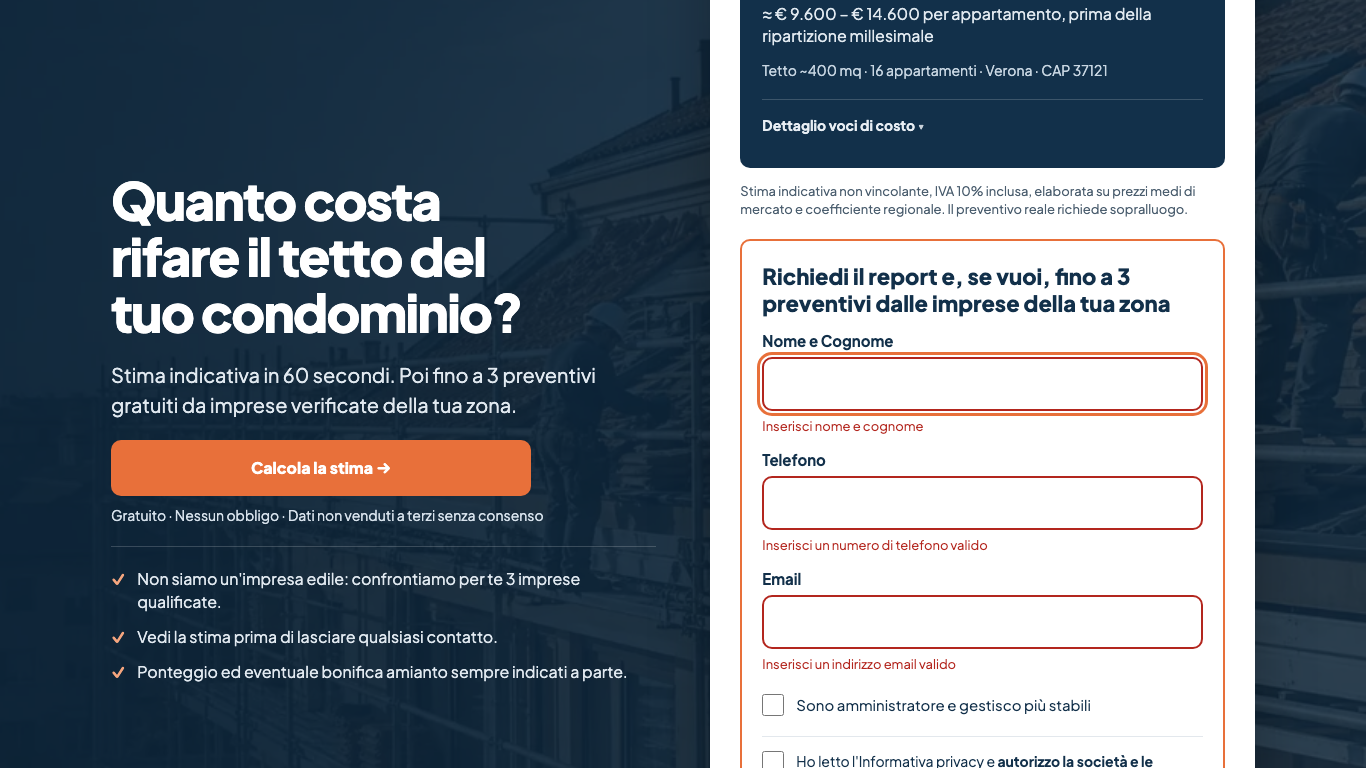 Quanto costa
rifare il tetto del
tuo condominio?
Stima indicativa in 60 secondi. Poi fino a 3 preventivi
gratuiti da imprese verificate della tua zona.
Calcola la stima →
Gratuito · Nessun obbligo · Dati non venduti a terzi senza consenso
Non siamo un'impresa edile: confrontiamo per te 3 imprese
qualificate.
Vedi la stima prima di lasciare qualsiasi contatto.
Ponteggio ed eventuale bonifica amianto sempre indicati a parte.
≈ € 9.600 – € 14.600 per appartamento, prima della
ripartizione millesimale
Tetto ~400 mq · 16 appartamenti · Verona · CAP 37121
Dettaglio voci di costo ▾
Stima indicativa non vincolante, IVA 10% inclusa, elaborata su prezzi medi di
mercato e coefficiente regionale. Il preventivo reale richiede sopralluogo.
Richiedi il report e, se vuoi, fino a 3
preventivi dalle imprese della tua zona
Nome e Cognome
Inserisci nome e cognome
Telefono
Inserisci un numero di telefono valido
Email
Inserisci un indirizzo email valido
Sono amministratore e gestisco più stabili
Ho letto l'Informativa privacy e autorizzo la società e le